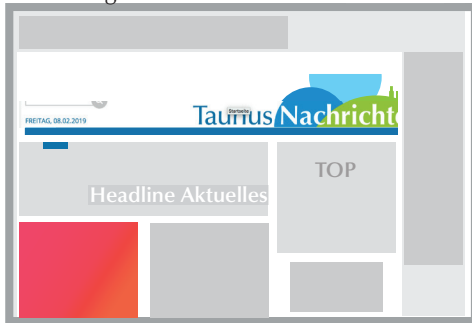 Startseite
FREITAG, 08.02.2019
Taunus Nachricht
TOP
Headline Aktuelles